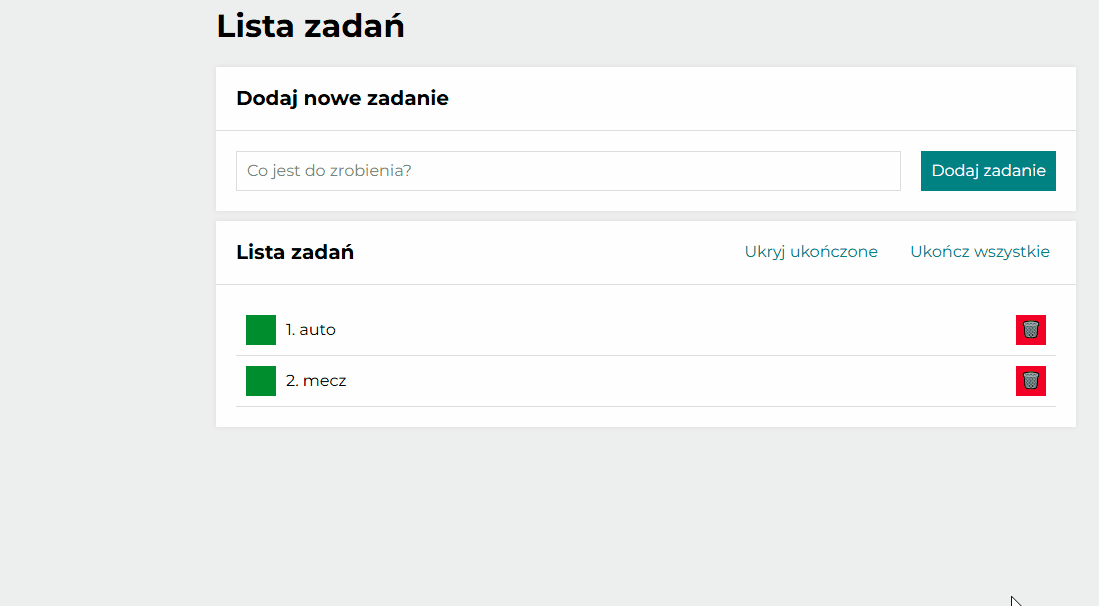 Lista zadań
Dodaj nowe zadanie
Co jest do zrobienia?
Dodaj zadanie
Lista zadań
Ukryj ukończone
Ukończ wszystkie
1. auto
2. mecz